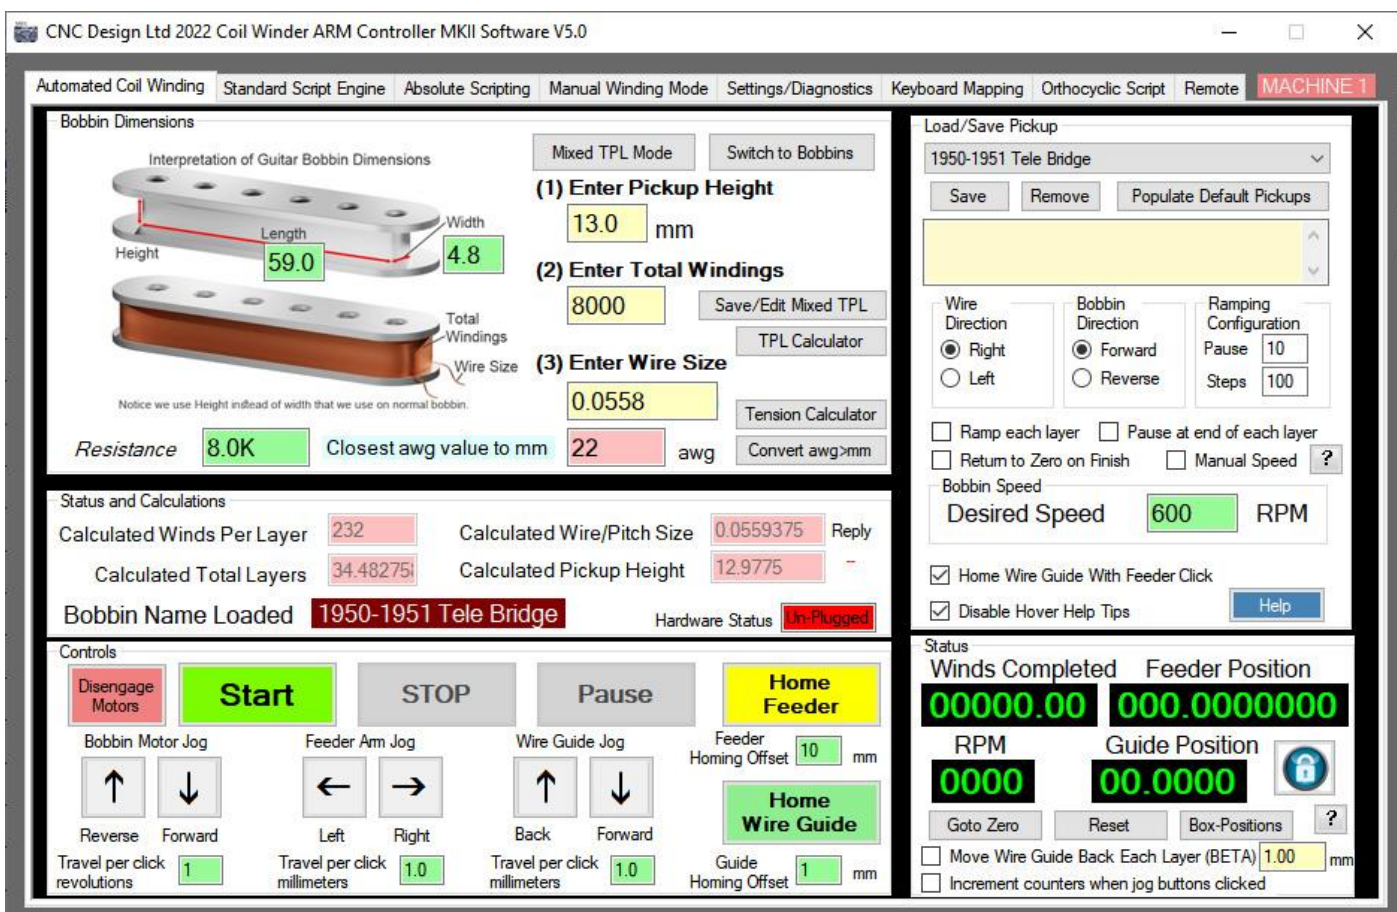 CNC Design Ltd 2022 Coil Winder ARM Controller MKII Software V5.0
Automated Coil Winding Standard Script Engine Absolute Scripting Manual Winding Mode Settings/Diagnostics Keyboard Mapping Orthocyclic Script Remote MACHINE 1
Bobbin Dimensions
Interpretation of Guitar Bobbin Dimensions
Length
59.0
Width
4.8
Height
Total
Windings
Wire Size
Notice we use Height instead of width that we use on normal bobbin.
Mixed TPL Mode Switch to Bobbins
(1) Enter Pickup Height
13.0 mm
(2) Enter Total Windings
8000 Save/Edit Mixed TPL
TPL Calculator
(3) Enter Wire Size
0.0558 Tension Calculator
Resistance 8.0K Closest awg value to mm 22 awg Convert awg>mm
Status and Calculations
Calculated Winds Per Layer 232 Calculated Wire/Pitch Size 0.0559375 Reply
Calculated Total Layers 34.48275 Calculated Pickup Height 12.9775 --
Bobbin Name Loaded 1950-1951 Tele Bridge Hardware Status Un-Plugged
Controls
Disengage
Motors
Start STOP Pause Home
Feeder
Bobbin Motor Jog Feeder Arm Jog Wire Guide Jog Feeder
Homing Offset 10 mm
↑ ↓ ← → ↑ ↓ Home
Wire Guide
Reverse Forward Left Right Back Forward
Travel per click
revolutions 1
Travel per click
millimeters 1.0
Travel per click
millimeters 1.0
Guide
Homing Offset 1 mm
Load/Save Pickup
1950-1951 Tele Bridge
Save Remove Populate Default Pickups
Wire
Direction
Right
Left
Bobbin
Direction
Forward
Reverse
Ramping
Configuration
Pause 10
Steps 100
Ramp each layer Pause at end of each layer
Return to Zero on Finish Manual Speed ?
Bobbin Speed
Desired Speed 600 RPM
Home Wire Guide With Feeder Click
Disable Hover Help Tips Help
Status
Winds Completed Feeder Position
00000.00 000.0000000
RPM Guide Position
0000 00.0000
Goto Zero Reset Box-Positions ?
Move Wire Guide Back Each Layer (BETA) 1.00 mm
Increment counters when jog buttons clicked